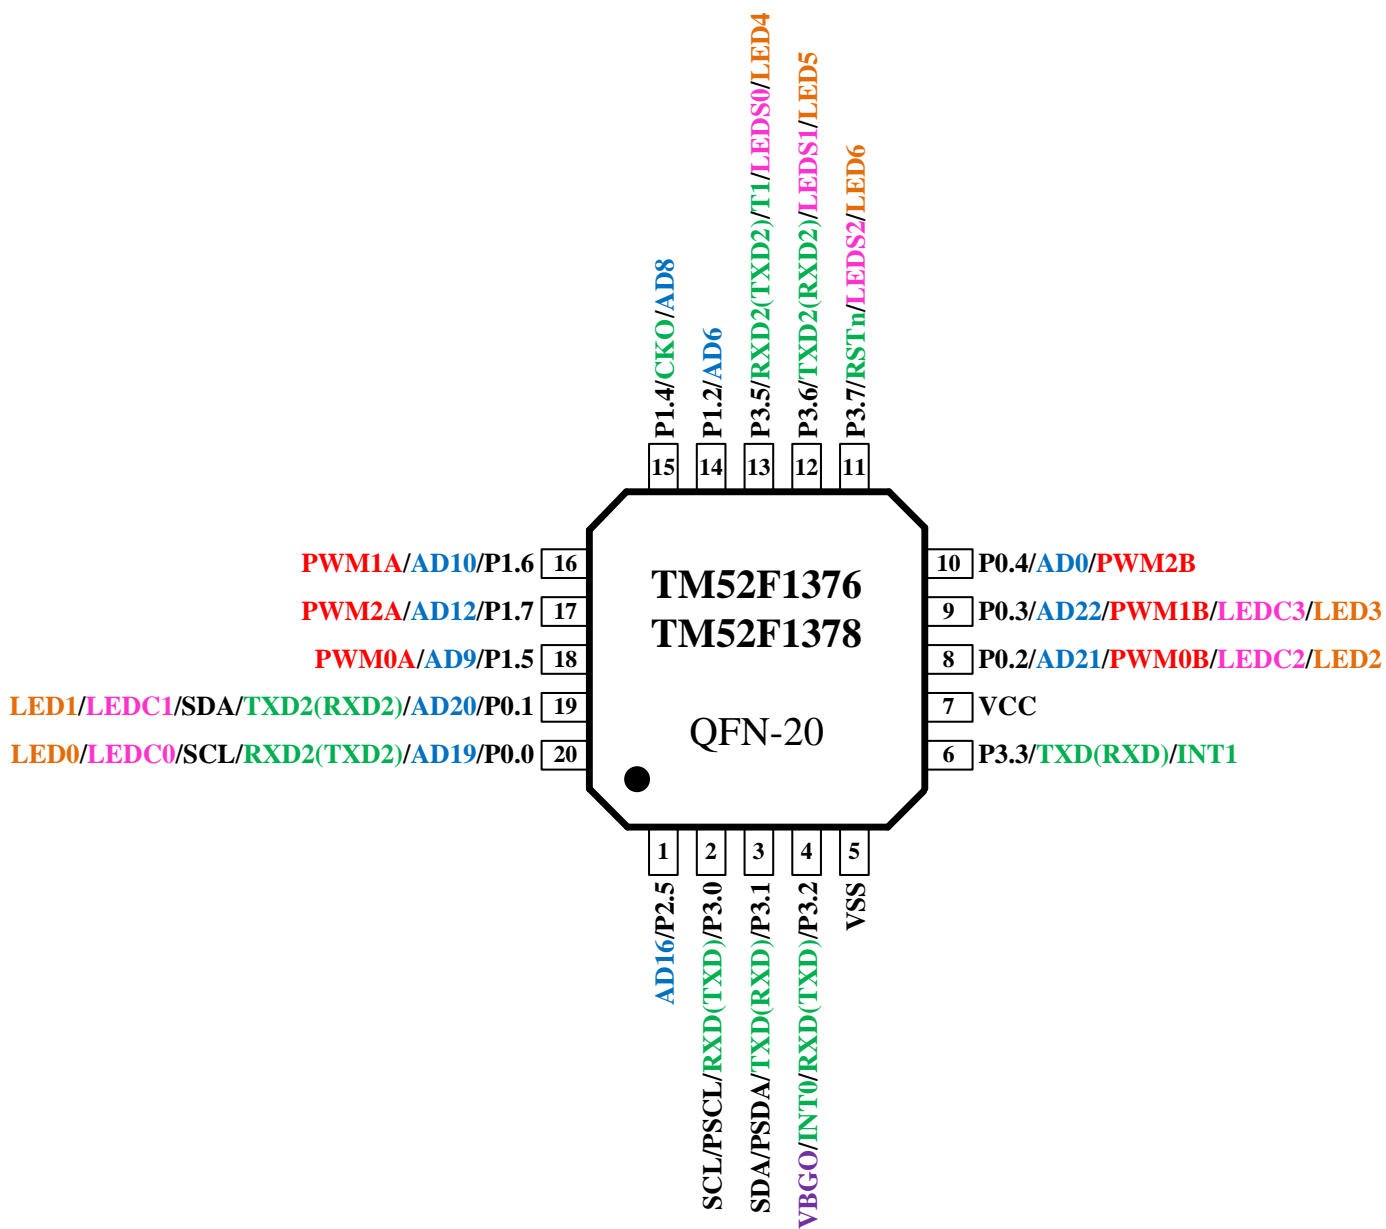 P1.4/CKO/AD8
P1.2/AD6
P3.5/RXD2(TXD2)/T1/LEDS0/LED4
P3.6/TXD2(RXD2)/LEDS1/LED5
P3.7/RSTn/LEDS2/LED6
15
14
13
12
11
PWM1A/AD10/P1.6 16
PWM2A/AD12/P1.7 17
PWM0A/AD9/P1.5 18
LED1/LEDC1/SDA/TXD2(RXD2)/AD20/P0.1 19
LED0/LEDC0/SCL/RXD2(TXD2)/AD19/P0.0 20
TM52F1376
TM52F1378
QFN-20
10 P0.4/AD0/PWM2B
9 P0.3/AD22/PWM1B/LEDC3/LED3
8 P0.2/AD21/PWM0B/LEDC2/LED2
7 VCC
6 P3.3/TXD(RXD)/INT1
1
2
3
4
5
AD16/P2.5
SCL/PSCL/RXD(TXD)/P3.0
SDA/PSDA/TXD(RXD)/P3.1
VBGO/INT0/RXD(TXD)/P3.2
VSS